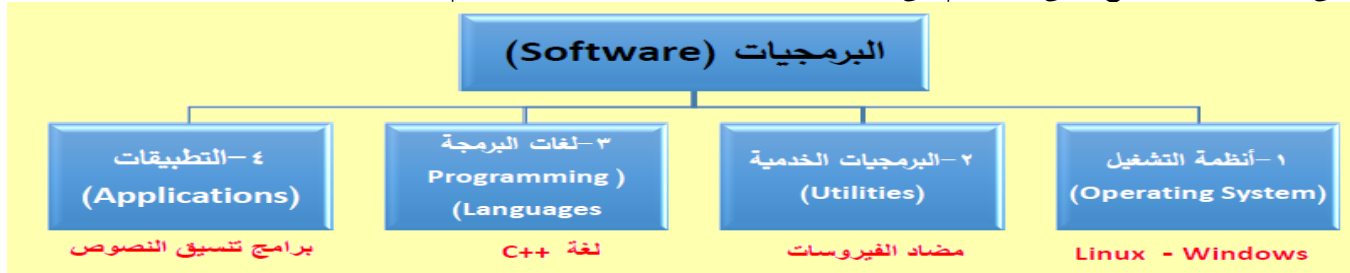 البرمجيات (Software)
١-أنظمة التشغيل
(Operating System)
٢-البرمجيات الخدمية
(Utilities)
٣-لغات البرمجة
Programming )
(Languages
٤-التطبيقات
(Applications)
Linux - Windows
مضاد الفيروسات
لغة C++
برامج تنسيق النصوص